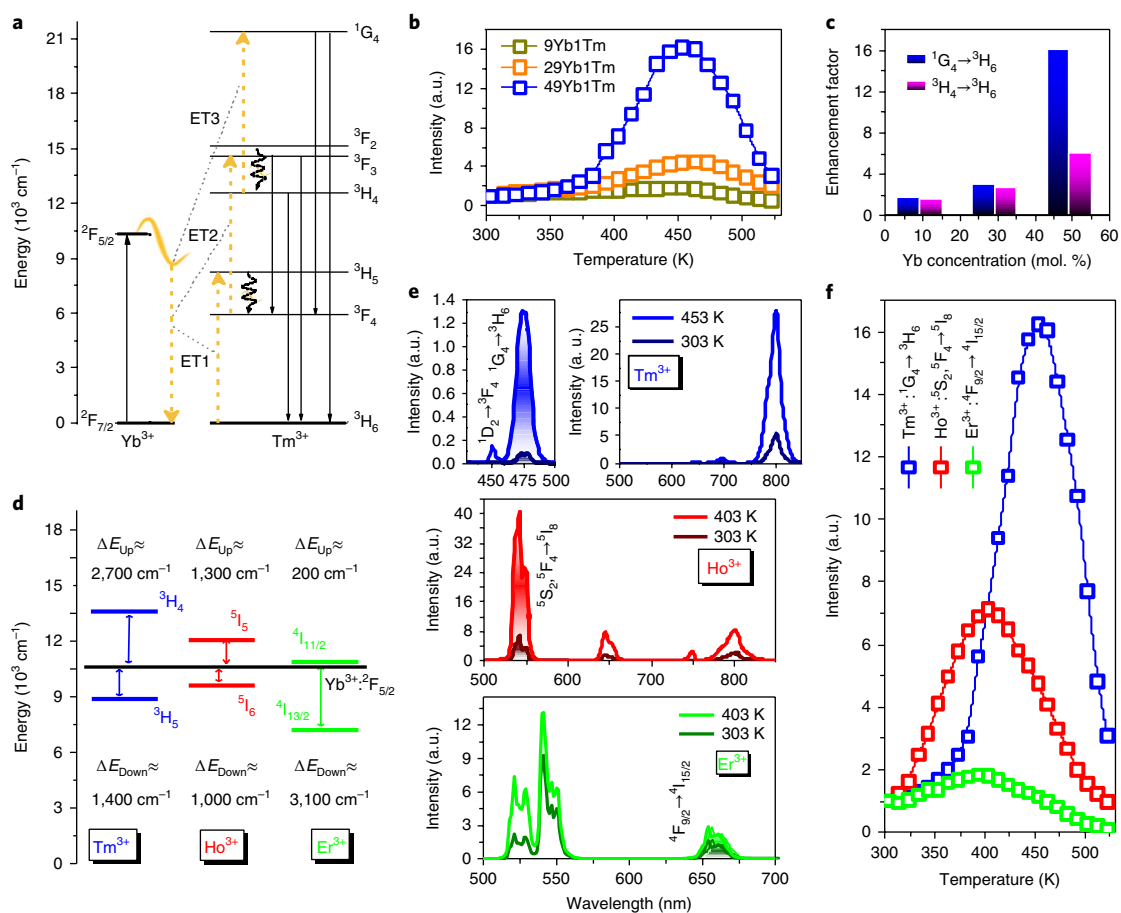 a
21
18
15
12
9
6
3
0
Energy (10³ cm⁻¹)
¹G₄
³F₂
³F₃
³H₄
³H₅
³F₄
³H₆
²F₅/₂
²F₇/₂
ET3
ET2
ET1
Yb³⁺
Tm³⁺
b
16
12
8
4
0
Intensity (a.u.)
9Yb1Tm
29Yb1Tm
49Yb1Tm
300 350 400 450 500
Temperature (K)
c
16
12
8
4
0
Enhancement factor
¹G₄→³H₆
³H₄→³H₆
0 10 20 30 40 50 60
Yb concentration (mol. %)
d
18
15
12
9
6
3
0
Energy (10³ cm⁻¹)
ΔE_Up≈ ΔE_Up≈ ΔE_Up≈
2,700 cm⁻¹ 1,300 cm⁻¹ 200 cm⁻¹
³H₄
⁵I₅
⁴I₁₁/₂
Yb³⁺:²F₅/₂
³H₅
⁵I₆
⁴I₁₃/₂
ΔE_Down≈ ΔE_Down≈ ΔE_Down≈
1,400 cm⁻¹ 1,000 cm⁻¹ 3,100 cm⁻¹
Tm³⁺ Ho³⁺ Er³⁺
e
1.4
1.2
0.9
0.6
0.3
0.0
Intensity (a.u.)
¹D₂→³F₄
¹G₄→³H₆
450 475 500
25
20
15
10
5
0
Intensity (a. u.)
453 K
303 K
Tm³⁺
500 600 700 800
40
32
24
16
8
0
Intensity (a.u.)
⁵S₂, ⁵F₄→⁵I₈
403 K
303 K
Ho³⁺
500 600 700 800
12
9
6
3
0
Intensity (a.u.)
403 K
303 K
Er³⁺
⁴F₉/₂→⁴I₁₅/₂
500 550 600 650 700
Wavelength (nm)
f
16
14
12
10
8
6
4
2
0
Intensity (a.u.)
Tm³⁺:¹G₄→ ³H₆
Ho³⁺:⁵S₂, ⁵F₄→⁵I₈
Er³⁺:⁴F₉/₂→⁴I₁₅/₂
300 350 400 450 500
Temperature (K)